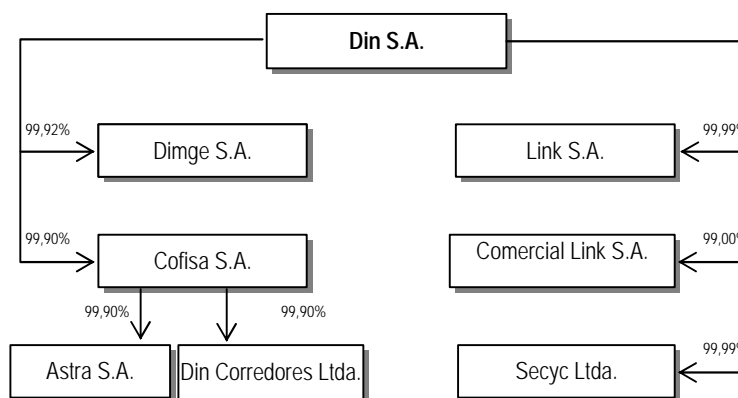 Din S.A.
99,92%
Dimge S.A.
Link S.A.
99,99%
99,90%
Cofisa S.A.
Comercial Link S.A.
99,00%
99,90%
99,90%
Astra S.A.
Din Corredores Ltda.
Secyc Ltda.
99,99%